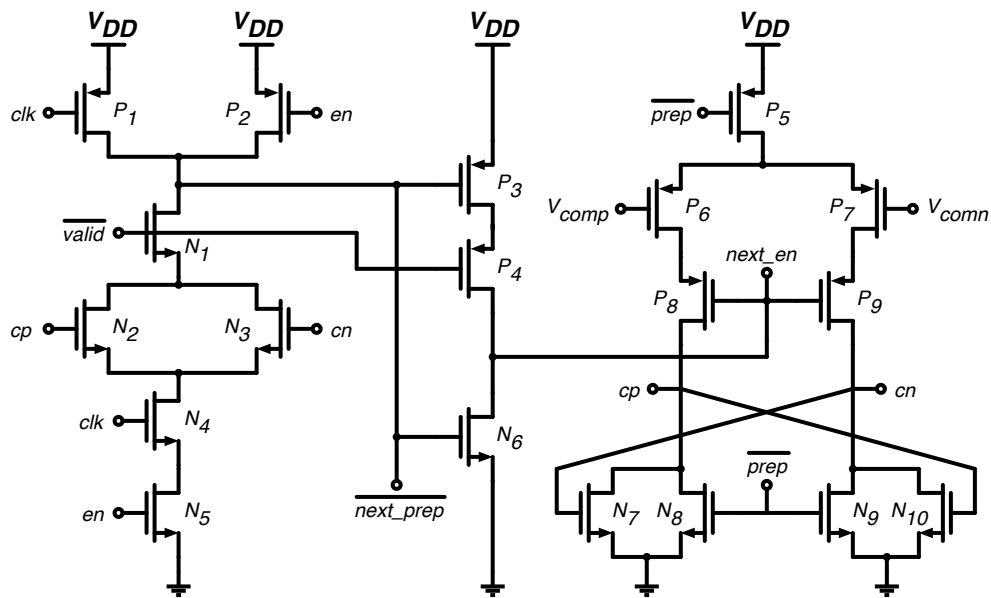 VDD VDD VDD VDD
clk P1 P2 en prep P5
P3
valid N1 Vcomp P6 P7 Vcomn
P4 next_en
P8 P9
cp N2 N3 cn
cp cn
clk N4
N6 prep
en N5 next_prep N7 N8 N9 N10